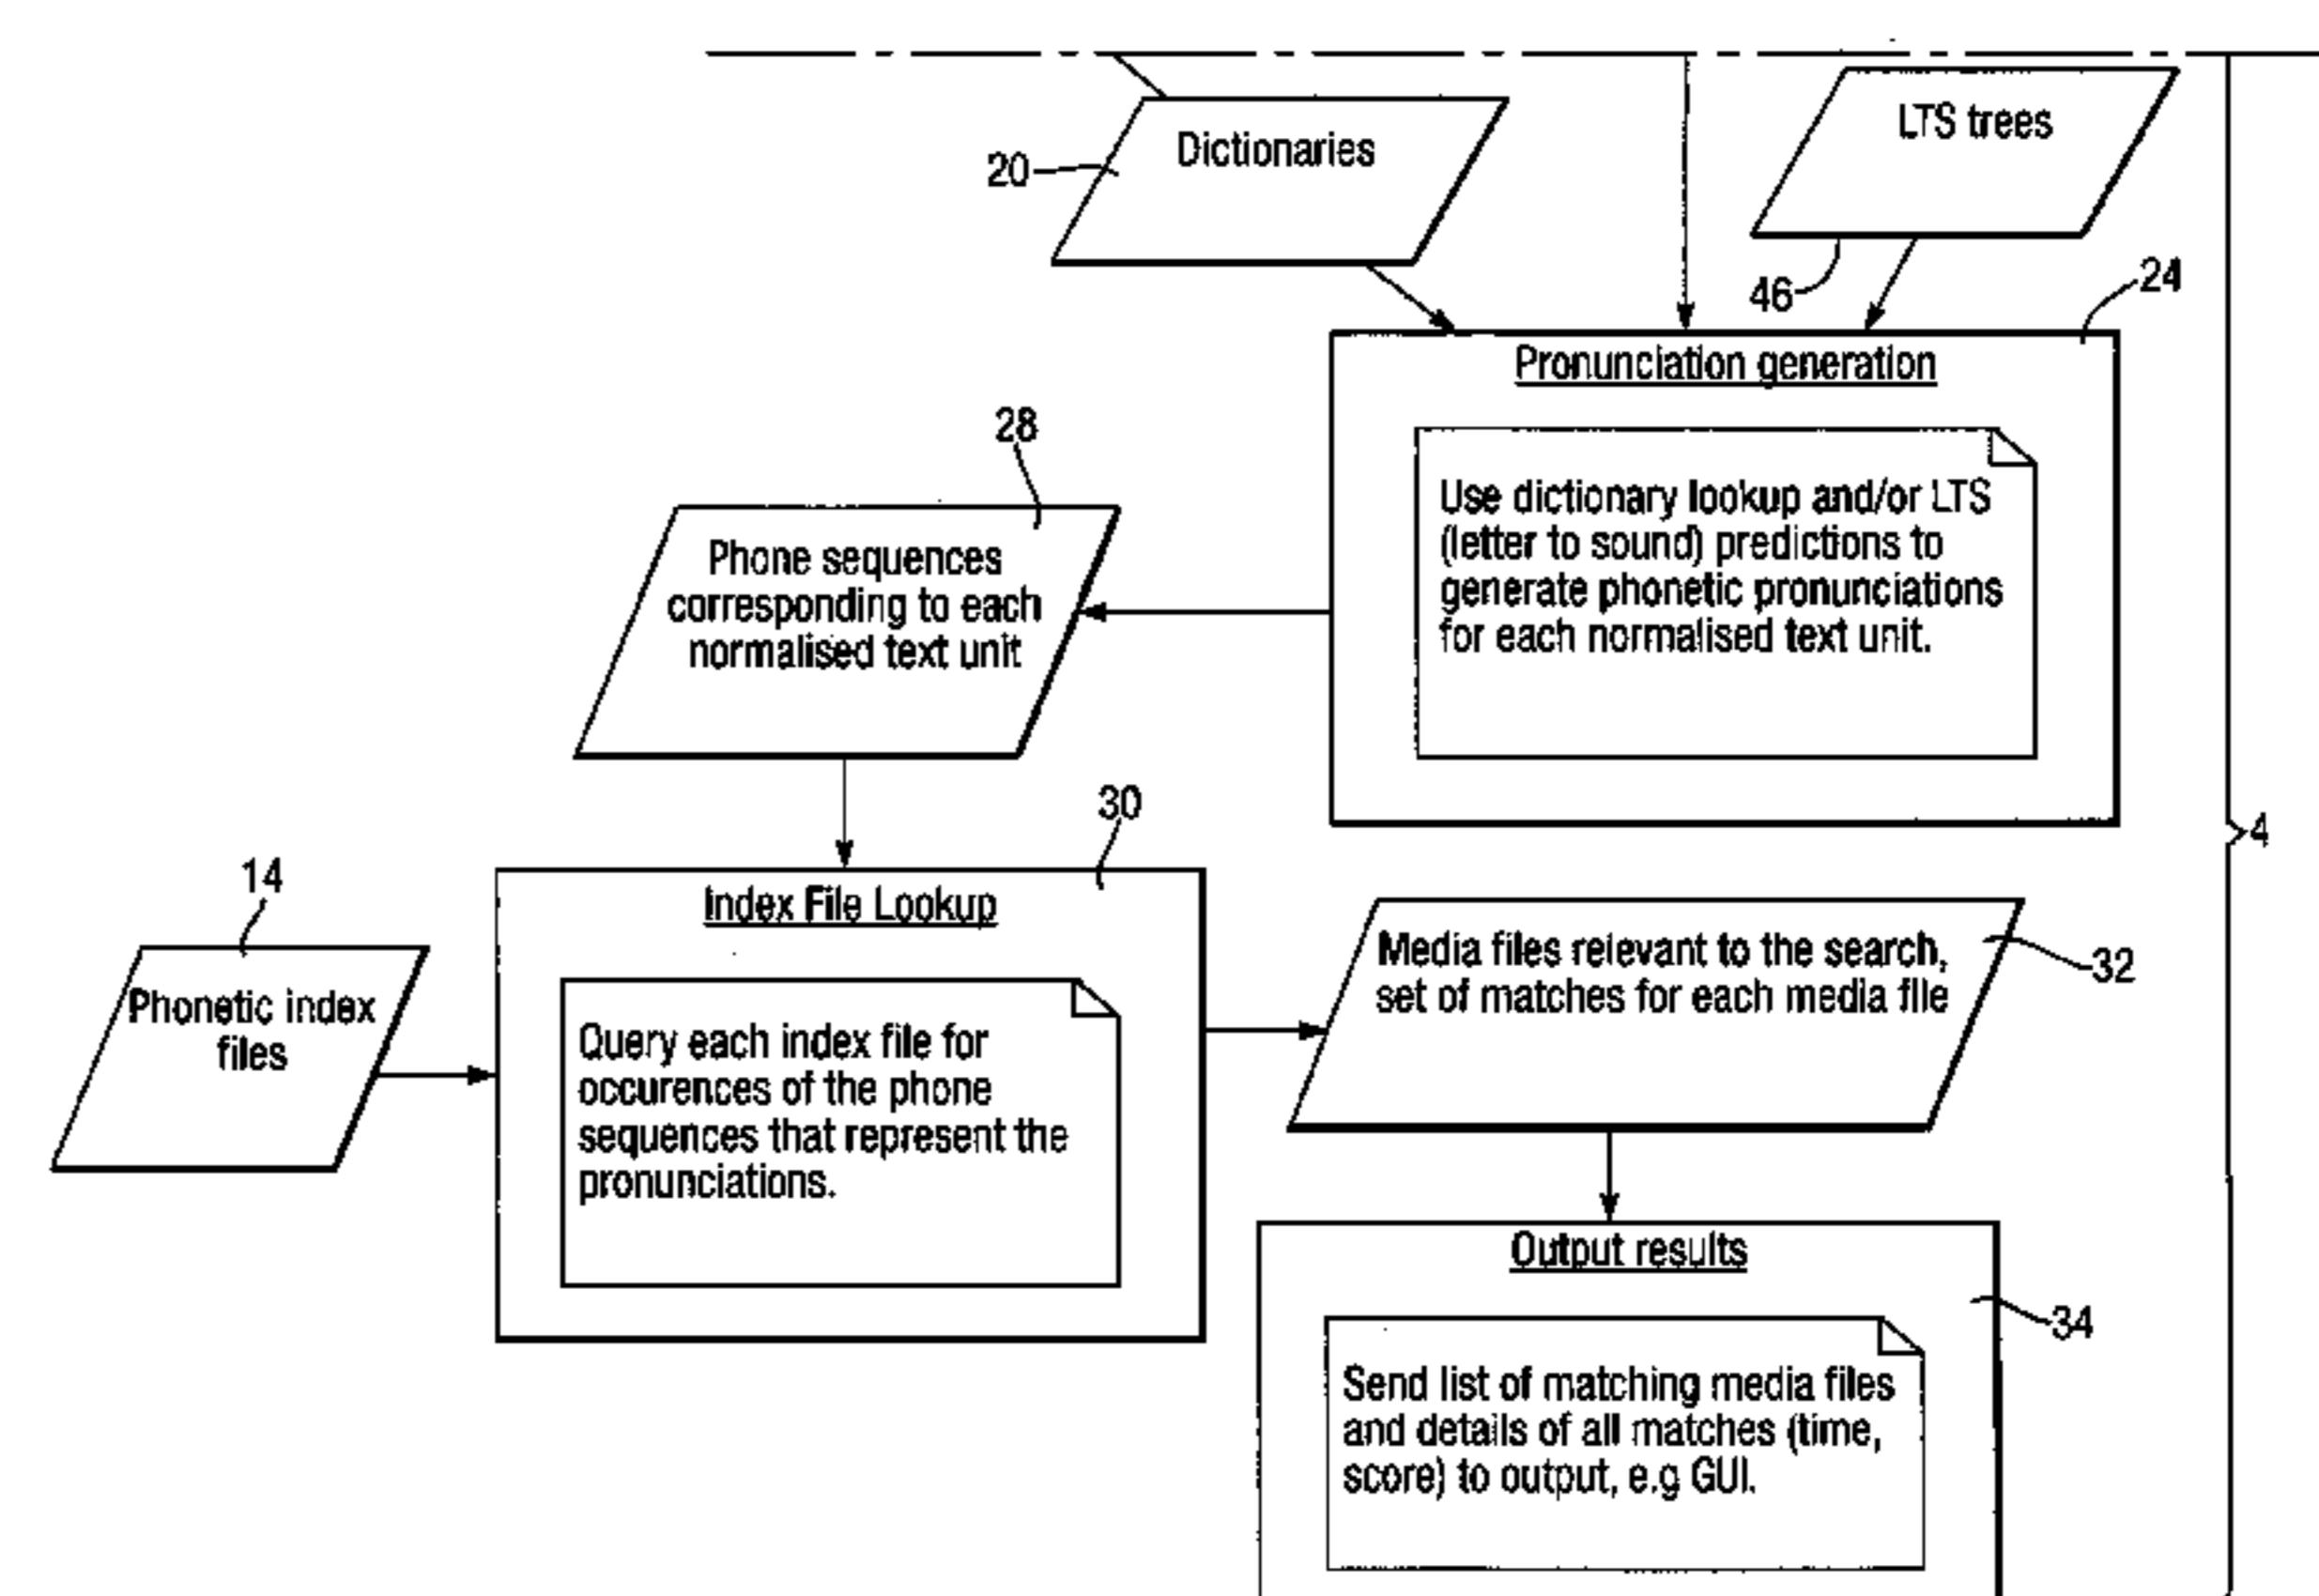 LTS trees
Dictionaries
20
46
24
Pronunciation generation
Use dictionary lookup and/or LTS
(letter to sound) predictions to
generate phonetic pronunciations
for each normalised text unit.
28
Phone sequences
corresponding to each
normalised text unit
30
4
14
Index File Lookup
Phonetic index
files
Query each index file for
occurences of the phone
sequences that represent the
pronunciations.
Media files relevant to the search,
set of matches for each media file
32
Output results
34
Send list of matching media files
and details of all matches (time,
score) to output, e.g GUI.